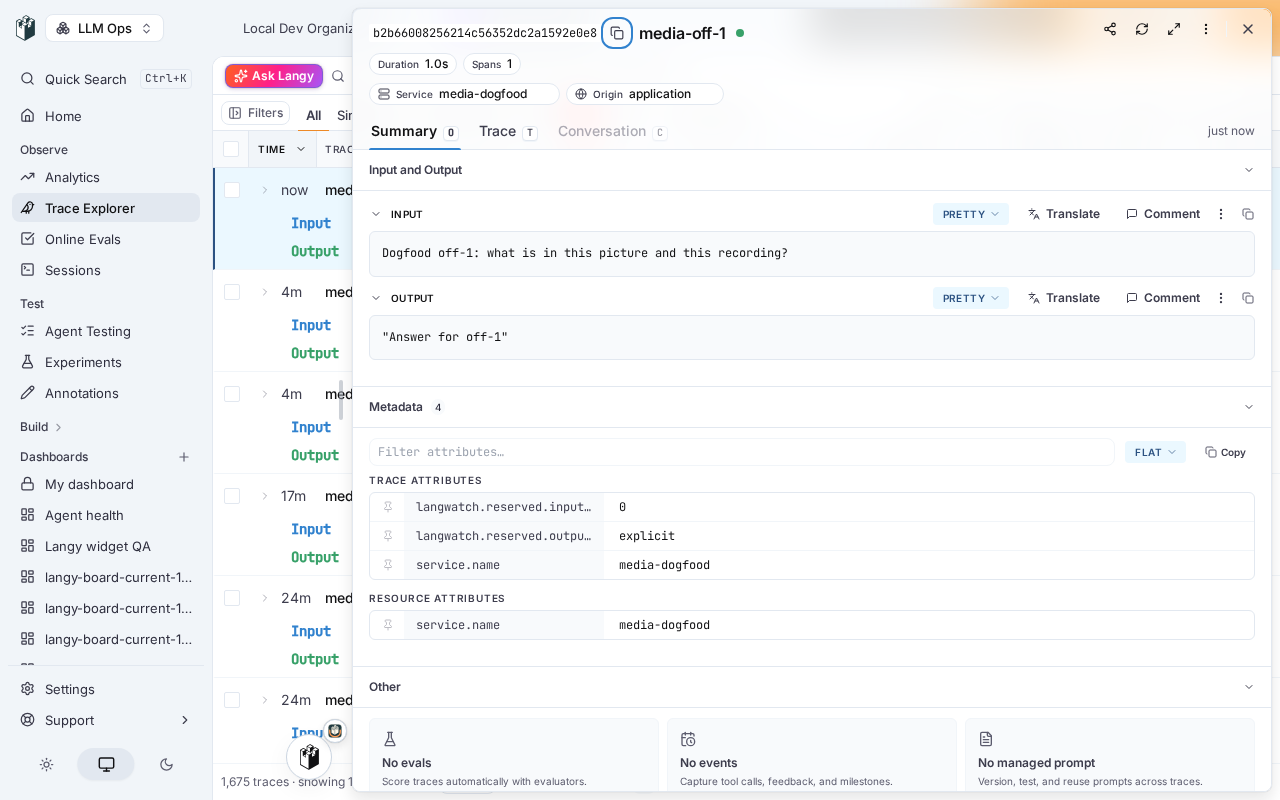 LLM Ops
Local Dev Organiz
Quick Search Ctrl+K
Home
Observe
Analytics
Trace Explorer
Online Evals
Sessions
Test
Agent Testing
Experiments
Annotations
Build
Dashboards
My dashboard
Agent health
Langy widget QA
langy-board-current-1...
langy-board-current-1...
langy-board-current-1...
Settings
Support
Ask Langy
Filters All
TIME TRAC
now med
Input
Output
4m med
Input
Output
4m med
Input
Output
17m med
Input
Output
24m med
Input
Output
24m med
Input
1,675 traces · showing 1
b2b66008256214c56352dc2a1592e0e8 media-off-1
Duration 1.0s Spans 1
Service media-dogfood Origin application
Summary O Trace T Conversation C just now
Input and Output
INPUT PRETTY Translate Comment
Dogfood off-1: what is in this picture and this recording?
OUTPUT PRETTY Translate Comment
"Answer for off-1"
Metadata 4
Filter attributes… FLAT Copy
TRACE ATTRIBUTES
langwatch.reserved.input… 0
langwatch.reserved.outpu… explicit
service.name media-dogfood
RESOURCE ATTRIBUTES
service.name media-dogfood
Other
No evals
Score traces automatically with evaluators.
No events
Capture tool calls, feedback, and milestones.
No managed prompt
Version, test, and reuse prompts across traces.